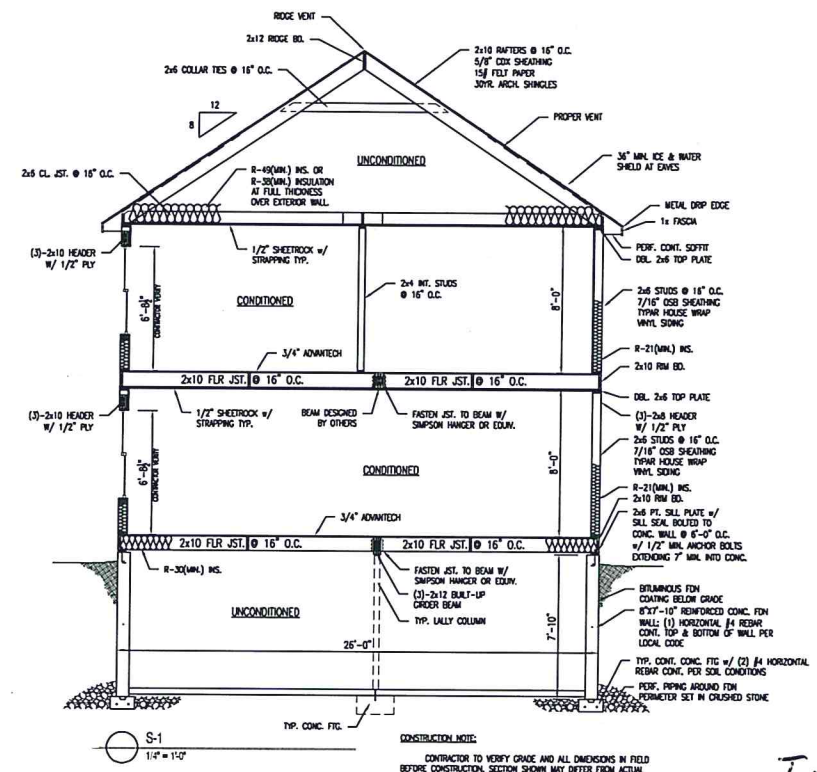 RIDGE VENT
2x12 RIDGE BD.
2x6 COLLAR TIES @ 16" O.C.
2x10 RAFTERS @ 16" O.C.
5/8" CDX SHEATHING
15# FELT PAPER
30YR. ARCH. SHINGLES
12
8
PROPER VENT
UNCONDITIONED
36" MIN. ICE & WATER
SHIELD AT EAVES
2x6 CL. JST. @ 16" O.C.
R-49(MIN.) INS. OR
R-38(MIN.) INSULATION
AT FULL THICKNESS
OVER EXTERIOR WALL
METAL DRIP EDGE
1x FASCIA
(3)-2x10 HEADER
W/ 1/2" PLY
1/2" SHEETROCK w/
STRAPPING TYP.
PERF. CONT. SOFFIT
DBL. 2x6 TOP PLATE
2x4 INT. STUDS
@ 16" O.C.
CONDITIONED
6'-8½"
CONTRACTOR VERIFY
8'-0"
2x6 STUDS @ 16" O.C.
7/16" OSB SHEATHING
TYPAR HOUSE WRAP
VINYL SIDING
3/4" ADVANTECH
R-21(MIN.) INS.
2x10 RIM BD.
2x10 FLR JST. @ 16" O.C.
2x10 FLR JST. @ 16" O.C.
DBL. 2x6 TOP PLATE
(3)-2x10 HEADER
W/ 1/2" PLY
1/2" SHEETROCK w/
STRAPPING TYP.
BEAM DESIGNED
BY OTHERS
FASTEN JST. TO BEAM W/
SIMPSON HANGER OR EQUIV.
(3)-2x8 HEADER
W/ 1/2" PLY
6'-8½"
CONTRACTOR VERIFY
CONDITIONED
8'-0"
2x6 STUDS @ 16" O.C.
7/16" OSB SHEATHING
TYPAR HOUSE WRAP
VINYL SIDING
3/4" ADVANTECH
R-21(MIN.) INS.
2x10 RIM BD.
2x6 PT. SILL PLATE w/
SILL SEAL BOLTED TO
CONC. WALL @ 6'-0" O.C.
w/ 1/2" MIN. ANCHOR BOLTS
EXTENDING 7" MIN. INTO CONC.
2x10 FLR JST. @ 16" O.C.
2x10 FLR JST. @ 16" O.C.
R-30(MIN.) INS.
FASTEN JST. TO BEAM W/
SIMPSON HANGER OR EQUIV.
(3)-2x12 BUILT-UP
GIRDER BEAM
UNCONDITIONED
TYP. LALLY COLUMN
7'-10"
BITUMINOUS FDN
COATING BELOW GRADE
8"X7'-10" REINFORCED CONC. FDN
WALL; (1) HORIZONTAL #4 REBAR
CONT. TOP & BOTTOM OF WALL PER
LOCAL CODE
26'-0"
TYP. CONT. CONC. FTG w/ (2) #4 HORIZONTAL
REBAR CONT. PER SOIL CONDITIONS
PERF. PIPING AROUND FDN
PERIMETER SET IN CRUSHED STONE
TYP. CONC. FTG.
S-1
1/4" = 1'-0"
CONSTRUCTION NOTE:
CONTRACTOR TO VERIFY GRADE AND ALL DIMENSIONS IN FIELD
BEFORE CONSTRUCTION. SECTION SHOWN MAY DIFFER FROM ACTUAL